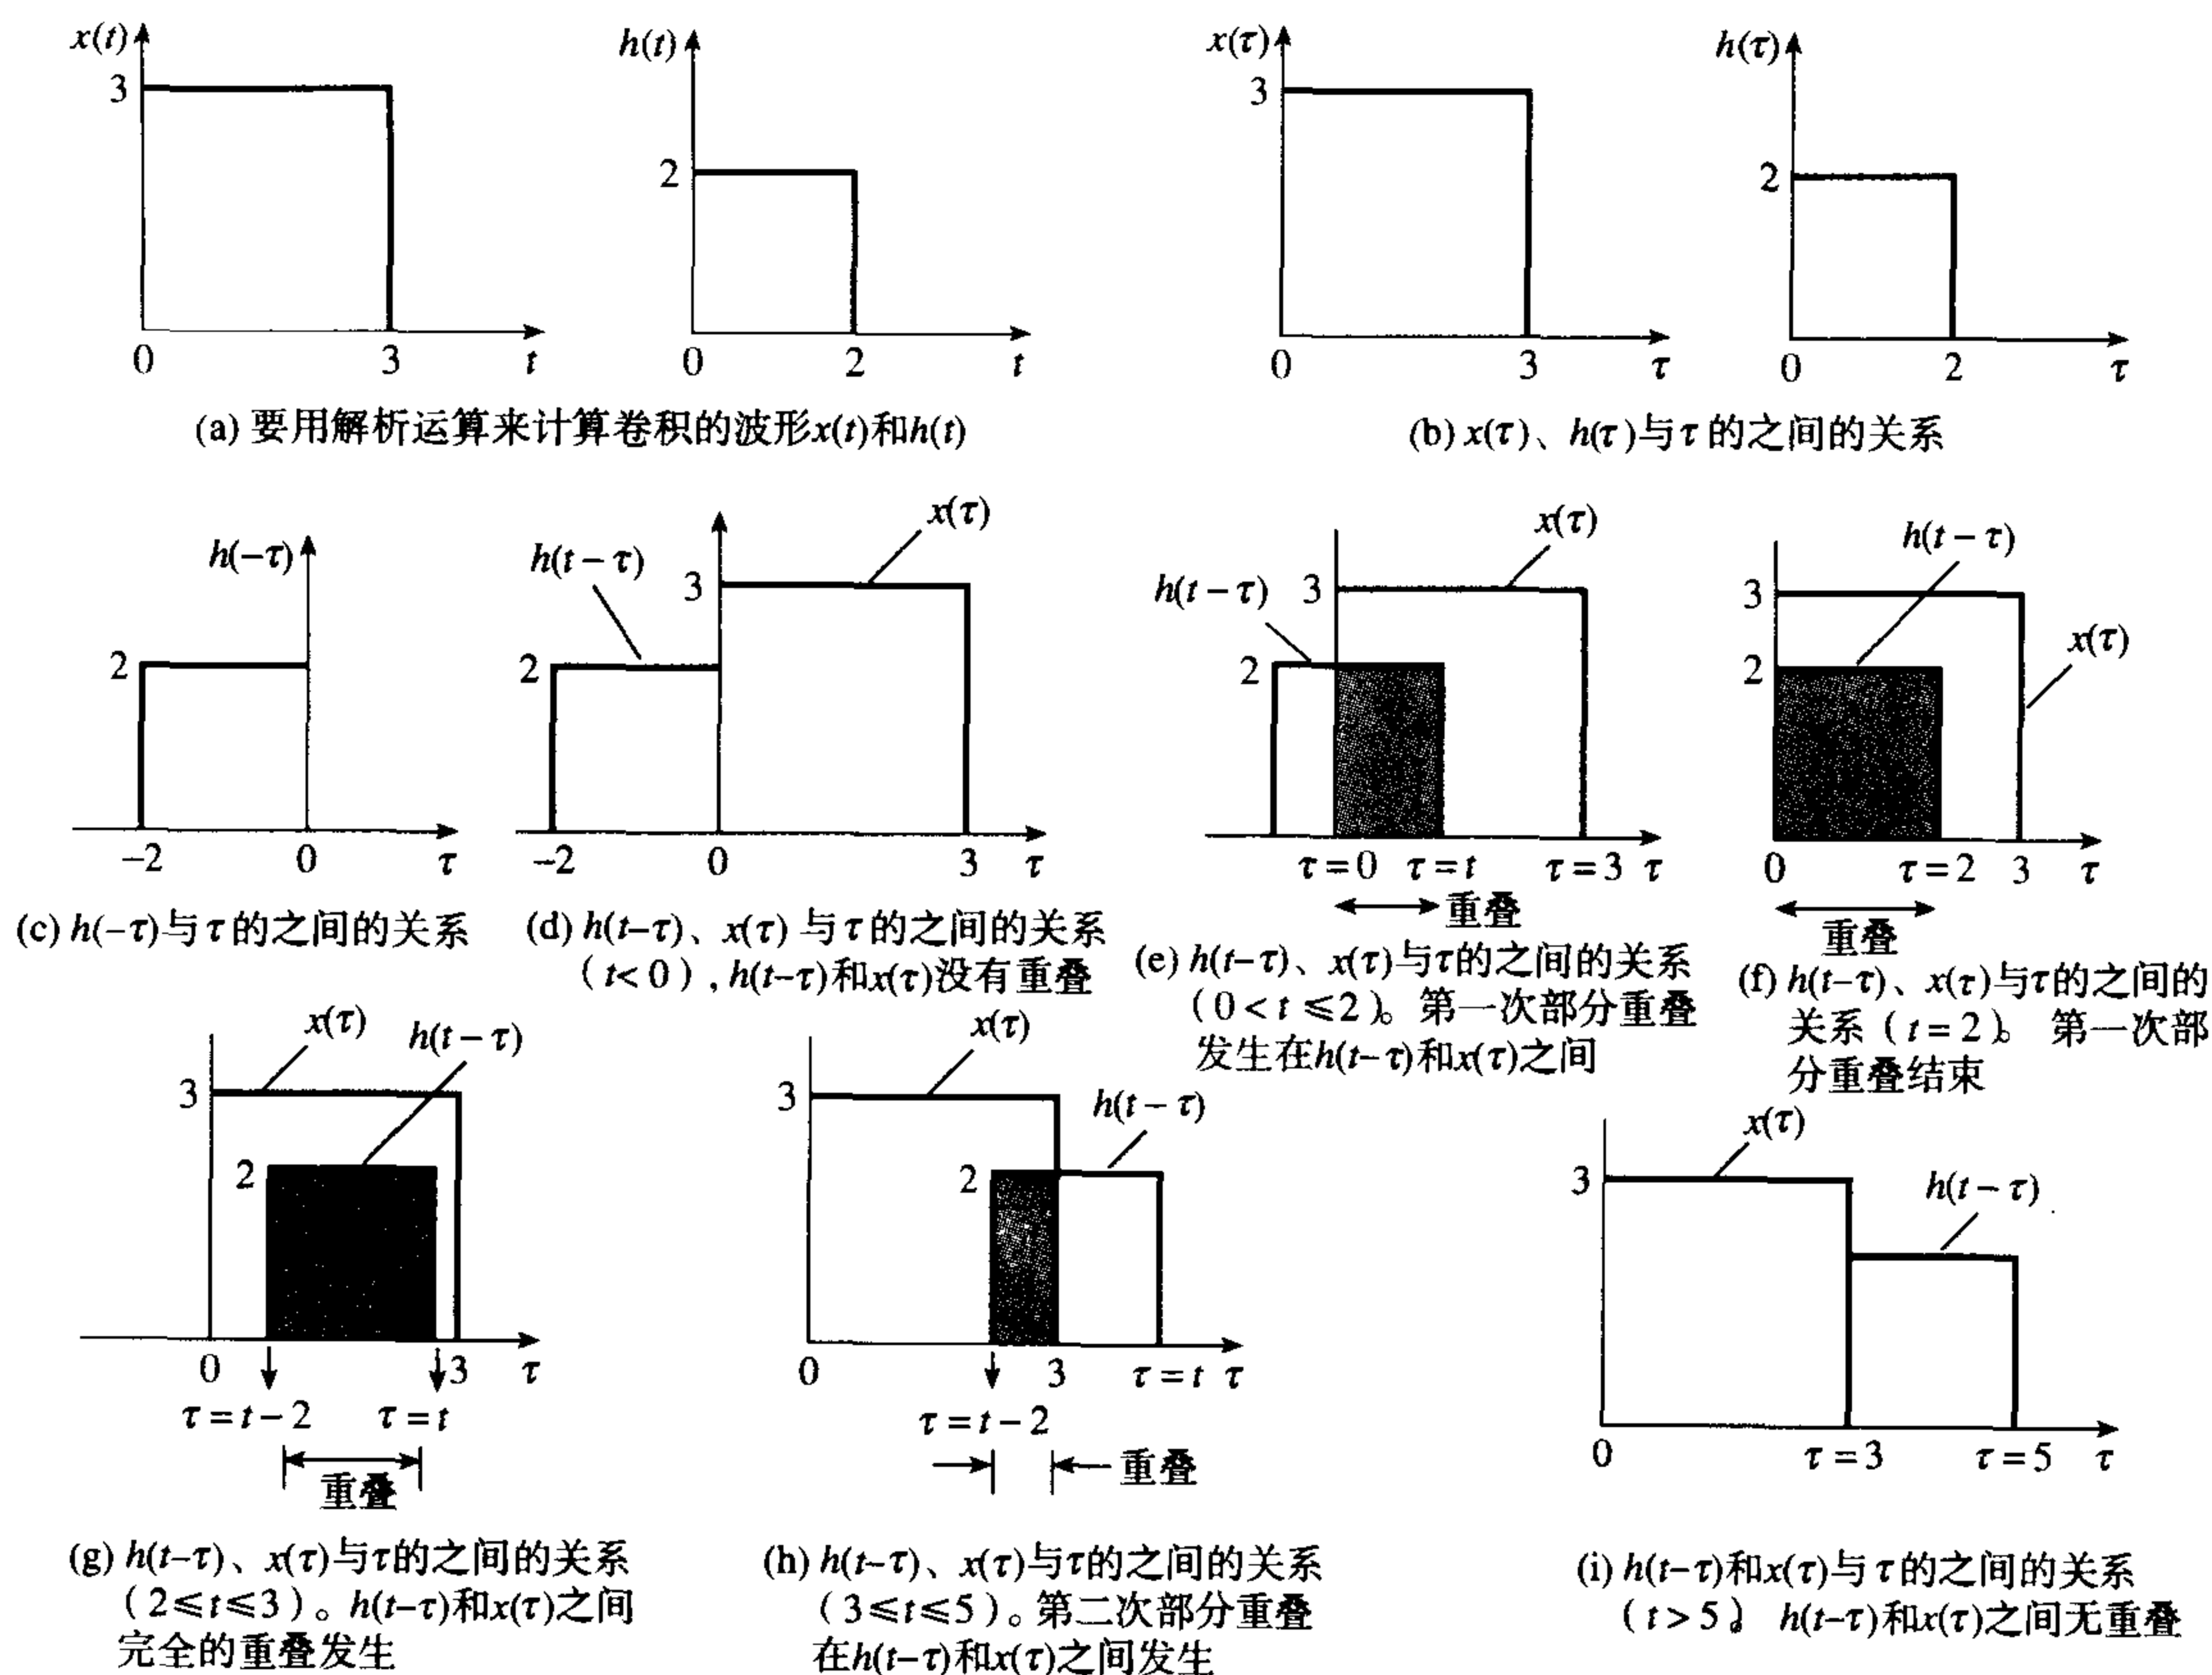 x(t)
3
0
3
t
h(t)
2
0
2
t
(a) 要用解析运算来计算卷积的波形x(t)和h(t)
x(τ)
3
0
3
τ
h(τ)
2
0
2
τ
(b) x(τ)、h(τ)与τ的之间的关系
h(−τ)
2
−2
0
τ
(c) h(−τ)与τ的之间的关系
x(τ)
h(t − τ)
3
2
−2
0
3
τ
(d) h(t−τ)、x(τ) 与τ的之间的关系
(t<0), h(t−τ)和x(τ)没有重叠
x(τ)
h(t − τ)
3
2
τ=0 τ=t τ=3 τ
重叠
(e) h(t−τ)、x(τ)与τ的之间的关系
(0<t⩽2)。第一次部分重叠
发生在h(t−τ)和x(τ)之间
h(t − τ)
3
x(τ)
2
0
τ=2
3
τ
重叠
(f) h(t−τ)、x(τ)与τ的之间的
关系(t=2)。 第一次部
分重叠结束
x(τ)
h(t − τ)
3
2
0
3
τ
τ=t−2
τ=t
重叠
(g) h(t−τ)、x(τ)与τ的之间的关系
(2⩽t⩽3)。h(t−τ)和x(τ)之间
完全的重叠发生
x(τ)
3
h(t − τ)
2
0
3
τ=t τ
τ=t−2
重叠
(h) h(t−τ)、x(τ)与τ的之间的关系
(3⩽t⩽5)。第二次部分重叠
在h(t−τ)和x(τ)之间发生
x(τ)
3
h(t − τ)
0
τ=3
τ=5
τ
(i) h(t−τ)和x(τ)与τ的之间的关系
(t>5)。 h(t−τ)和x(τ)之间无重叠